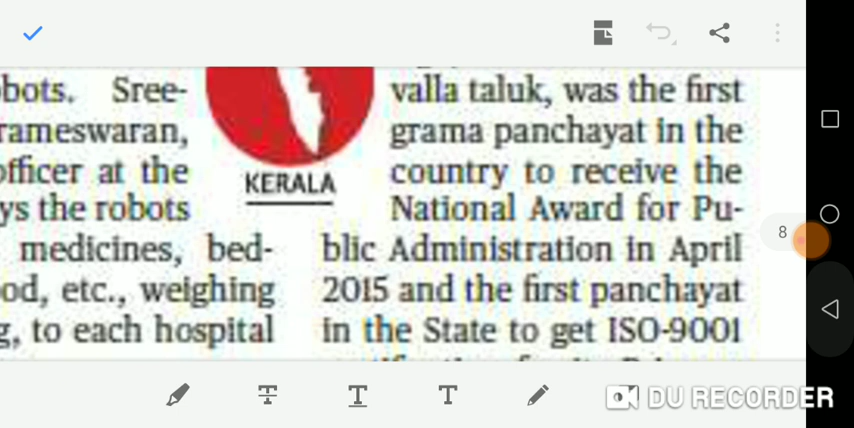 bots. Sree-
rameswaran,
officer at the
ys the robots
medicines, bed-
od, etc., weighing
g, to each hospital
KERALA
valla taluk, was the first
grama panchayat in the
country to receive the
National Award for Pu-
blic Administration in April
2015 and the first panchayat
in the State to get ISO-9001
8
T
T
T
DU RECORDER